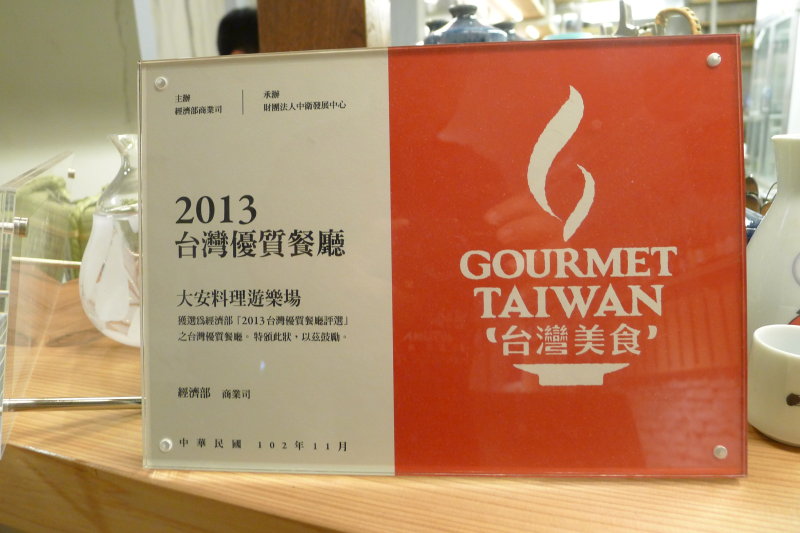 主辦
經濟部商業司
承辦
財團法人中衛發展中心
2013
台灣優質餐廳
大安料理遊樂場
獲選爲經濟部「2013台灣優質餐廳評選」
之台灣優質餐廳。特頒此狀，以茲鼓勵。
經濟部 商業司
中華民國 102年11月
GOURMET
TAIWAN
台灣美食